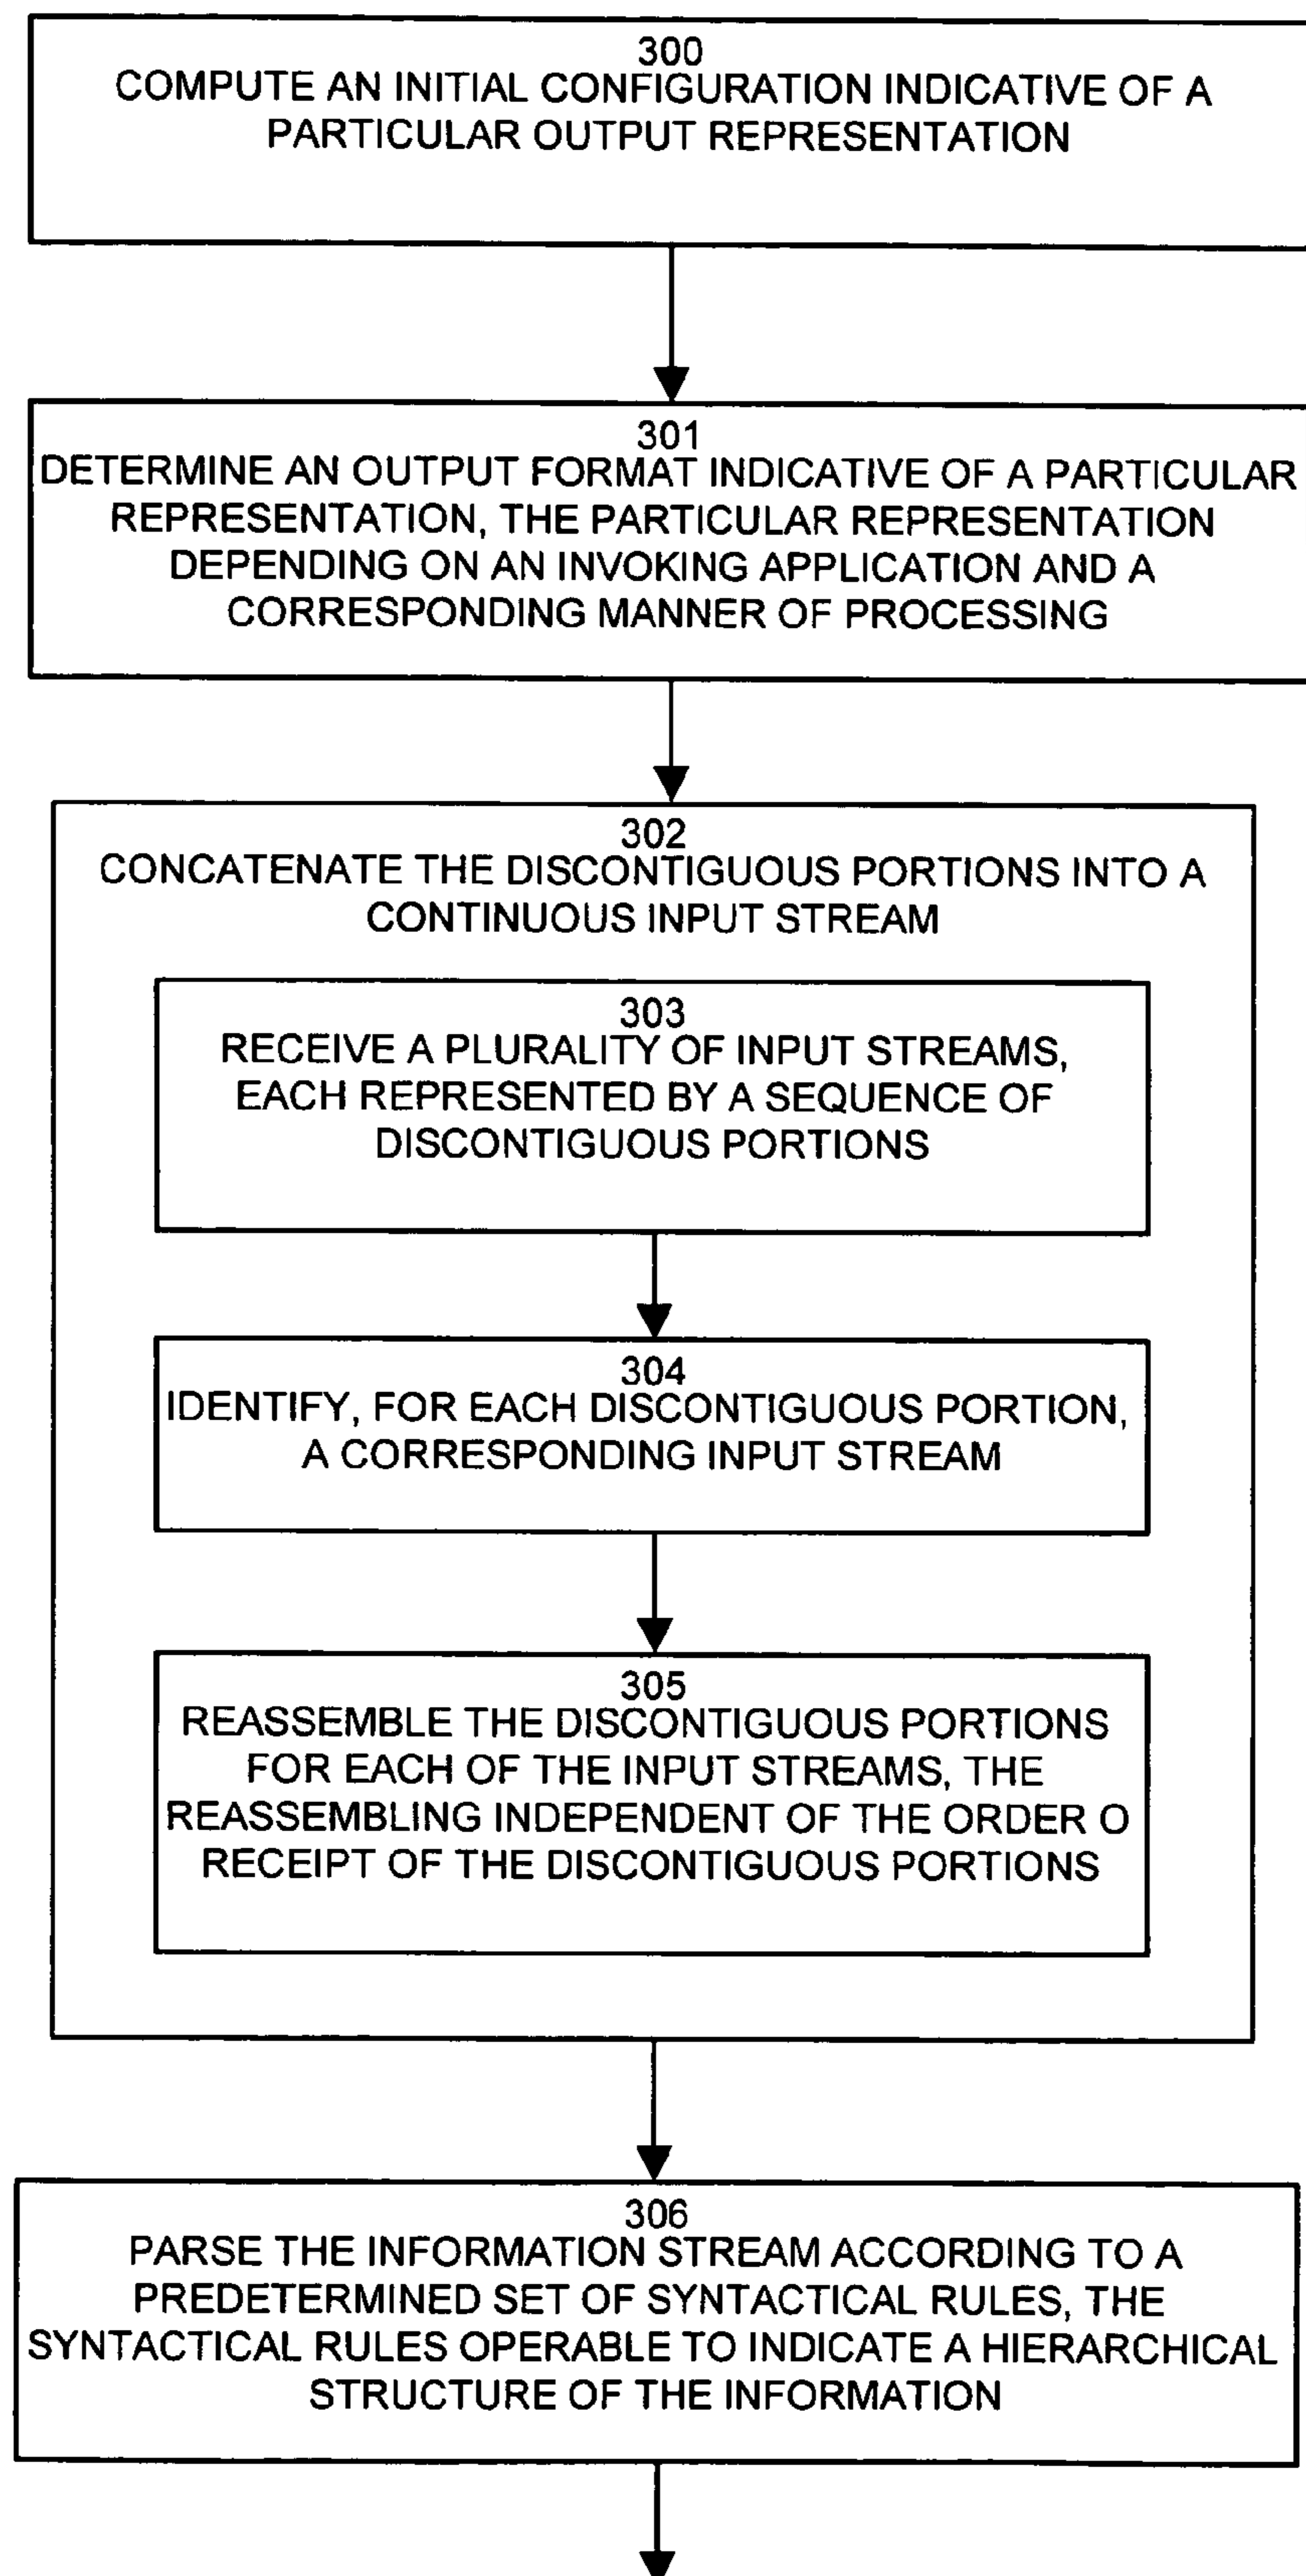 300
COMPUTE AN INITIAL CONFIGURATION INDICATIVE OF A
PARTICULAR OUTPUT REPRESENTATION
301
DETERMINE AN OUTPUT FORMAT INDICATIVE OF A PARTICULAR
REPRESENTATION, THE PARTICULAR REPRESENTATION
DEPENDING ON AN INVOKING APPLICATION AND A
CORRESPONDING MANNER OF PROCESSING
302
CONCATENATE THE DISCONTIGUOUS PORTIONS INTO A
CONTINUOUS INPUT STREAM
303
RECEIVE A PLURALITY OF INPUT STREAMS,
EACH REPRESENTED BY A SEQUENCE OF
DISCONTIGUOUS PORTIONS
304
IDENTIFY, FOR EACH DISCONTIGUOUS PORTION,
A CORRESPONDING INPUT STREAM
305
REASSEMBLE THE DISCONTIGUOUS PORTIONS
FOR EACH OF THE INPUT STREAMS, THE
REASSEMBLING INDEPENDENT OF THE ORDER O
RECEIPT OF THE DISCONTIGUOUS PORTIONS
306
PARSE THE INFORMATION STREAM ACCORDING TO A
PREDETERMINED SET OF SYNTACTICAL RULES, THE
SYNTACTICAL RULES OPERABLE TO INDICATE A HIERARCHICAL
STRUCTURE OF THE INFORMATION